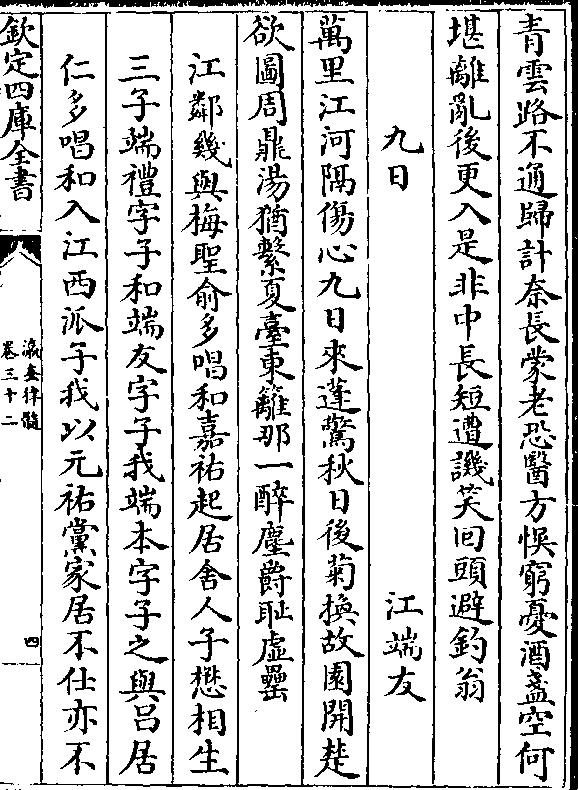 青雲路不通歸計奈長蒙老恐醫方悞窮憂酒盞空何
堪離亂後更入是非中長短遭譏笑回頭避釣翁
九日　江端友
萬里江河隔傷心九日來蓬驚秋日後菊換故園開楚
欲圖周鼎湯猶繫夏臺東籬那一醉塵爵耻虛罍
江鄰幾與梅聖俞多唱和嘉祐起居舍人子懋相生
三子端禮字子和端友字子我端本字子之與吕居
仁多唱和入江西派子我以元祐黨家居不仕亦不
欽定四庫全書
瀛奎律髓
卷三十二
四